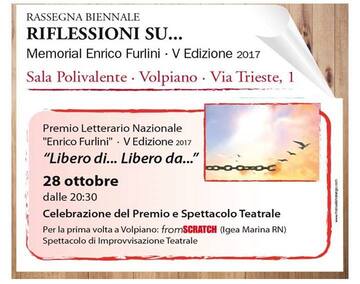 RASSEGNA BIENNALE
RIFLESSIONI SU...
Memorial Enrico Furlini · V Edizione 2017
Sala Polivalente · Volpiano · Via Trieste, 1
Premio Letterario Nazionale
"Enrico Furlini" · V Edizione 2017
"Libero di... Libero da..."
28 ottobre
dalle 20:30
Celebrazione del Premio e Spettacolo Teatrale
Per la prima volta a Volpiano: fromSCRATCH (Igea Marina RN)
Spettacolo di Improvvisazione Teatrale